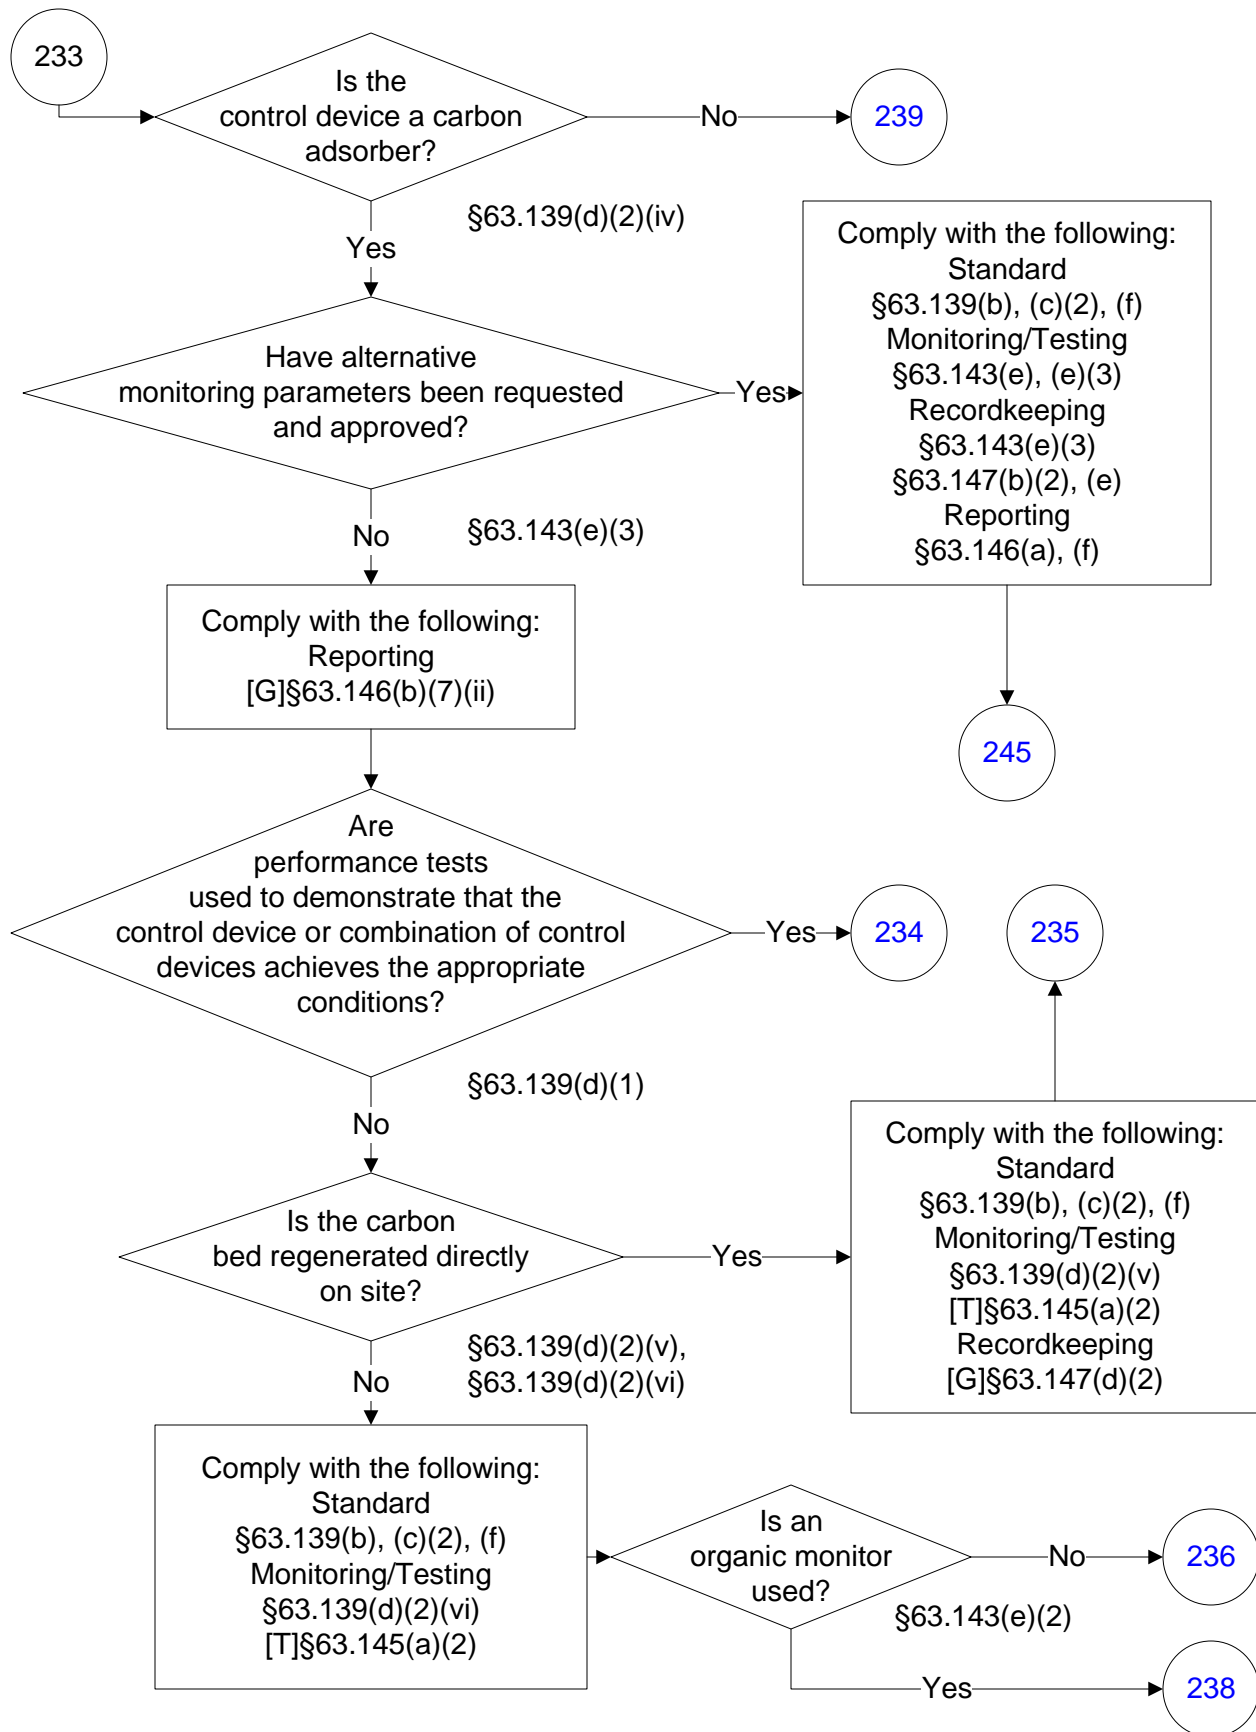 233
Is the
control device a carbon
adsorber?
No
239
§63.139(d)(2)(iv)
Yes
Have alternative
monitoring parameters been requested
and approved?
Yes
Comply with the following:
Standard
§63.139(b), (c)(2), (f)
Monitoring/Testing
§63.143(e), (e)(3)
Recordkeeping
§63.143(e)(3)
§63.147(b)(2), (e)
Reporting
§63.146(a), (f)
245
§63.143(e)(3)
No
Comply with the following:
Reporting
[G]§63.146(b)(7)(ii)
Are
performance tests
used to demonstrate that the
control device or combination of control
devices achieves the appropriate
conditions?
Yes
234
235
§63.139(d)(1)
No
Is the carbon
bed regenerated directly
on site?
Yes
Comply with the following:
Standard
§63.139(b), (c)(2), (f)
Monitoring/Testing
§63.139(d)(2)(v)
[T]§63.145(a)(2)
Recordkeeping
[G]§63.147(d)(2)
§63.139(d)(2)(v),
§63.139(d)(2)(vi)
No
Comply with the following:
Standard
§63.139(b), (c)(2), (f)
Monitoring/Testing
§63.139(d)(2)(vi)
[T]§63.145(a)(2)
Is an
organic monitor
used?
No
236
§63.143(e)(2)
Yes
238